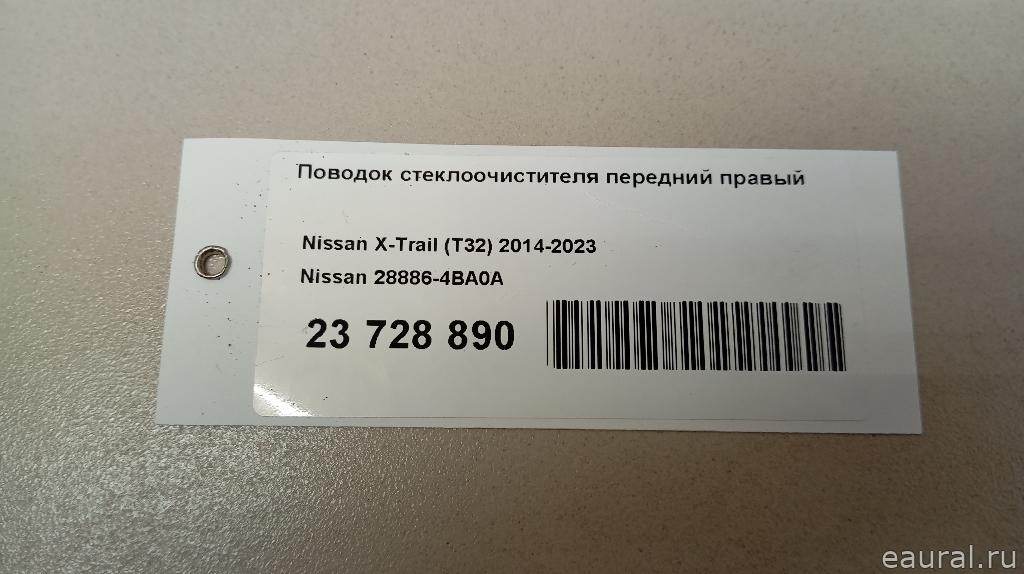 Поводок стеклоочистителя передний правый
Nissan X-Trail (T32) 2014-2023
Nissan 28886-4BA0A
23 728 890
eaural.ru